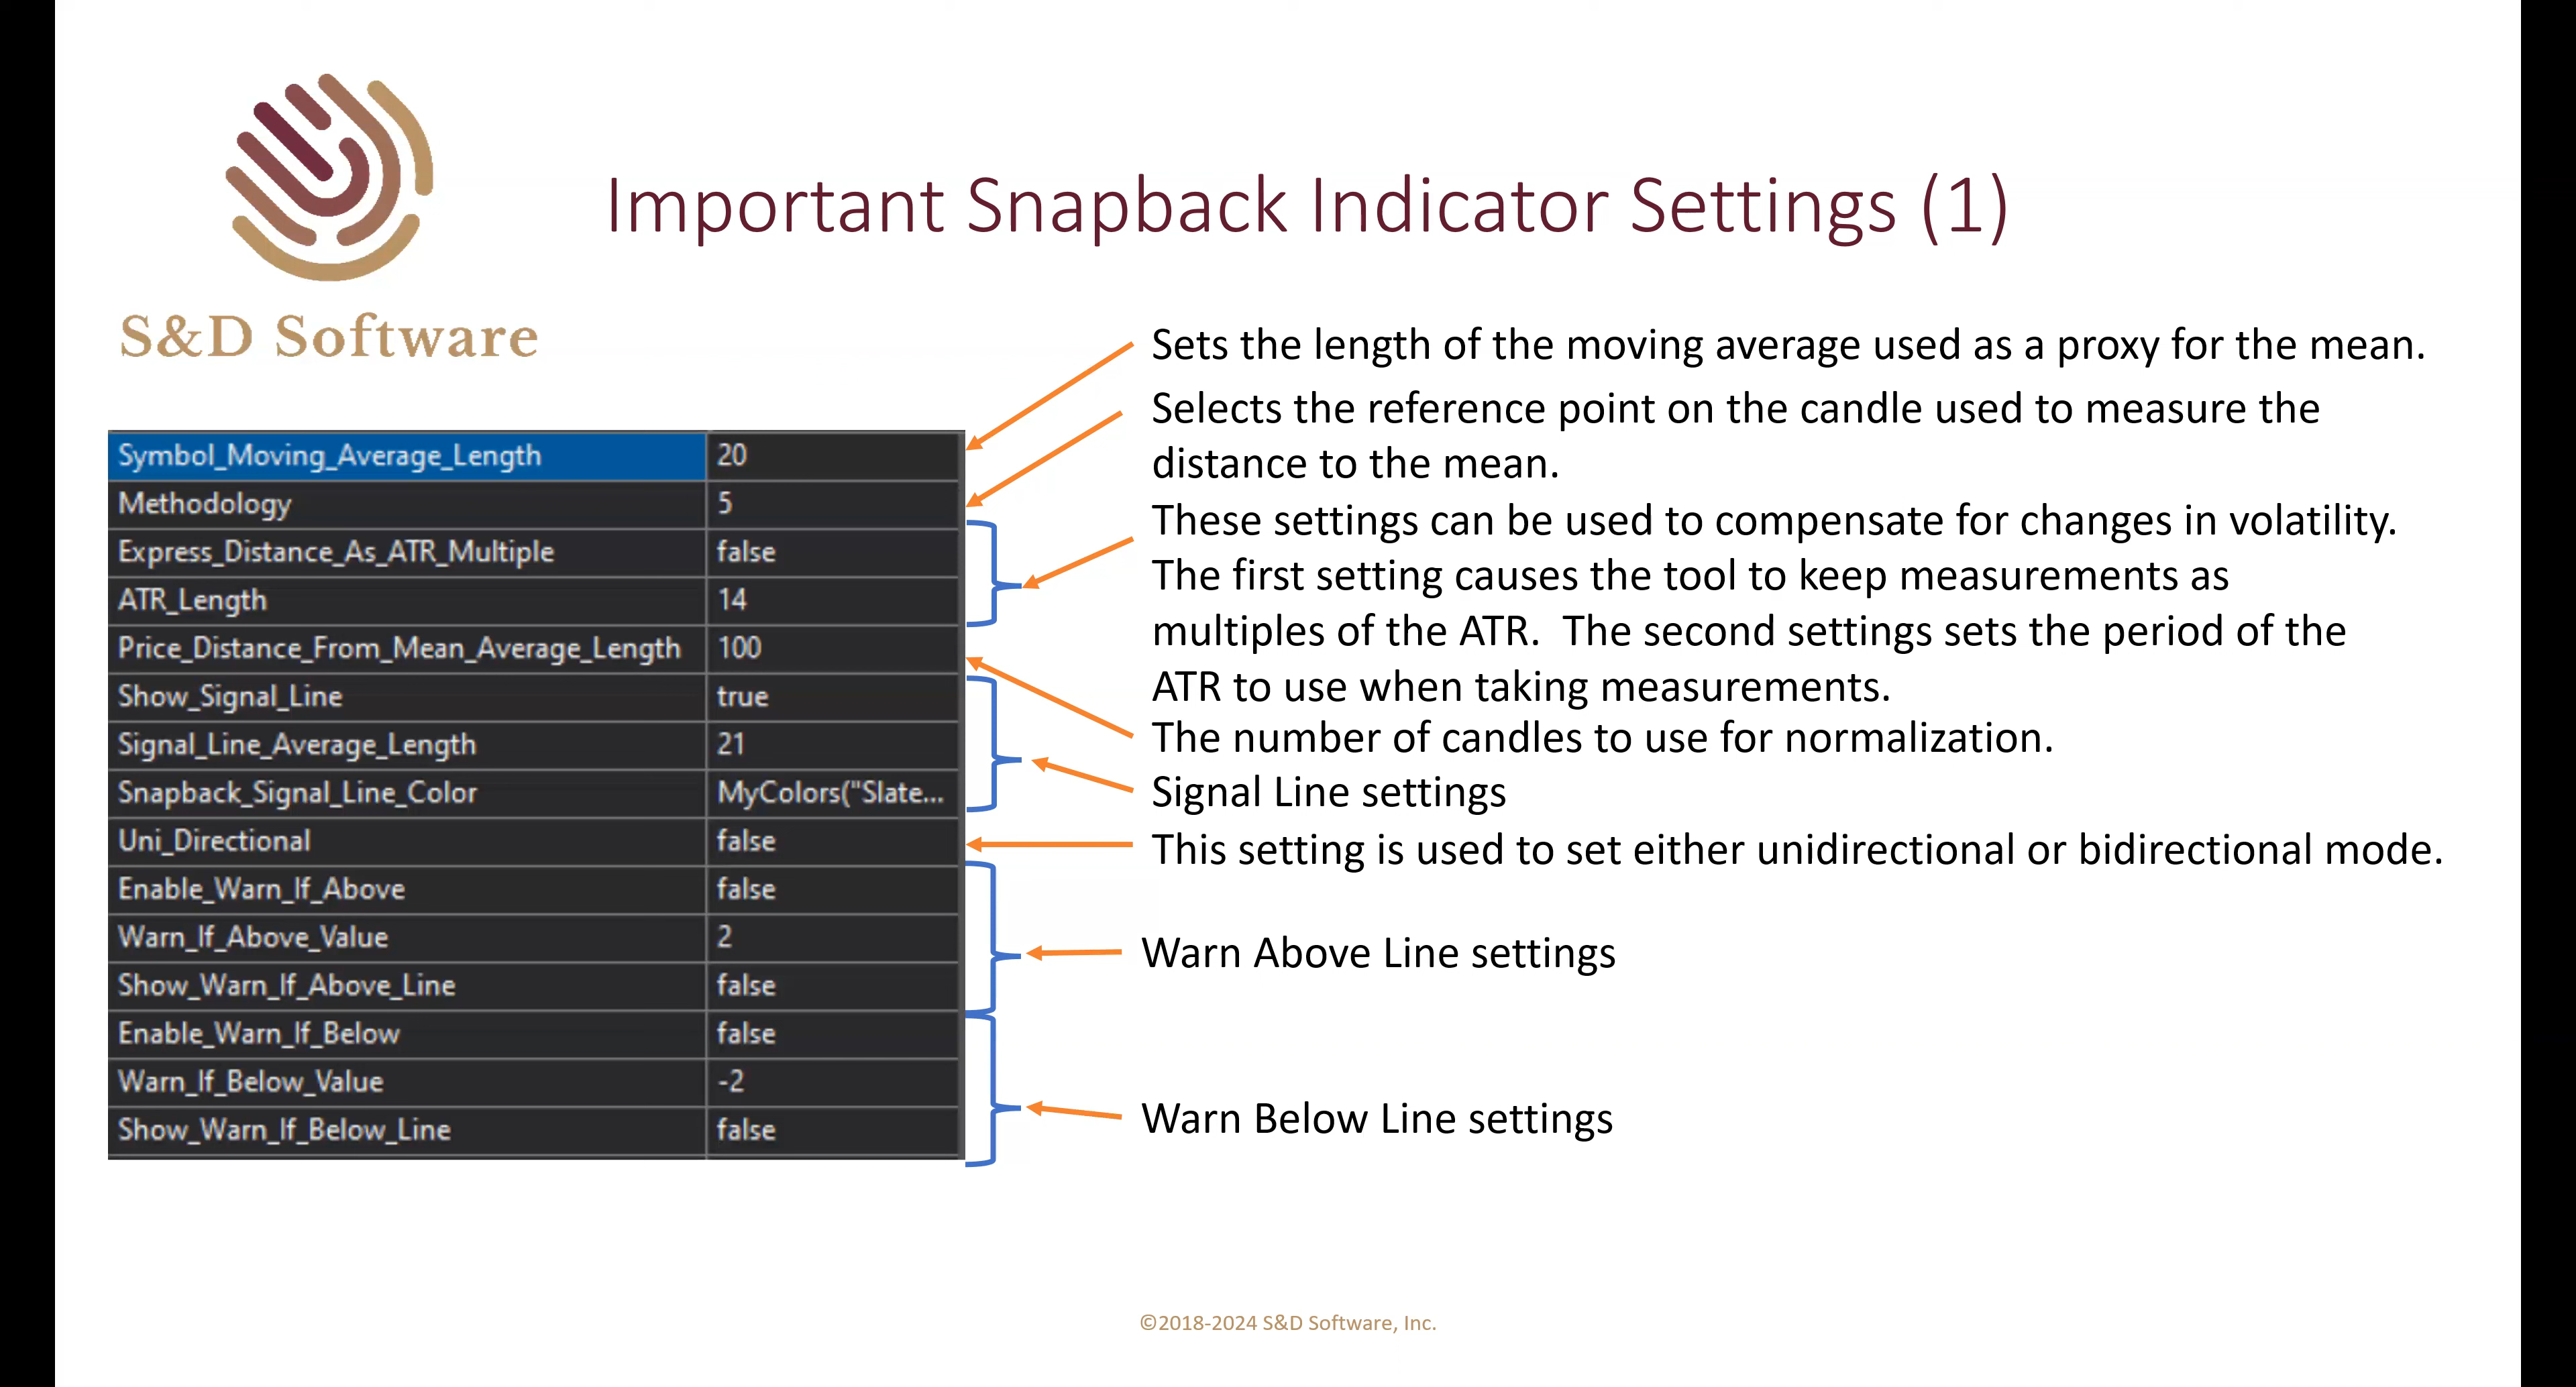 Important Snapback Indicator Settings (1)
S&D Software
Sets the length of the moving average used as a proxy for the mean.
Selects the reference point on the candle used to measure the
distance to the mean.
These settings can be used to compensate for changes in volatility.
The first setting causes the tool to keep measurements as
multiples of the ATR.  The second settings sets the period of the
ATR to use when taking measurements.
The number of candles to use for normalization.
Signal Line settings
This setting is used to set either unidirectional or bidirectional mode.
Warn Above Line settings
Warn Below Line settings
Symbol_Moving_Average_Length 20
Methodology 5
Express_Distance_As_ATR_Multiple false
ATR_Length 14
Price_Distance_From_Mean_Average_Length 100
Show_Signal_Line true
Signal_Line_Average_Length 21
Snapback_Signal_Line_Color MyColors("Slate...
Uni_Directional false
Enable_Warn_If_Above false
Warn_If_Above_Value 2
Show_Warn_If_Above_Line false
Enable_Warn_If_Below false
Warn_If_Below_Value -2
Show_Warn_If_Below_Line false
©2018-2024 S&D Software, Inc.